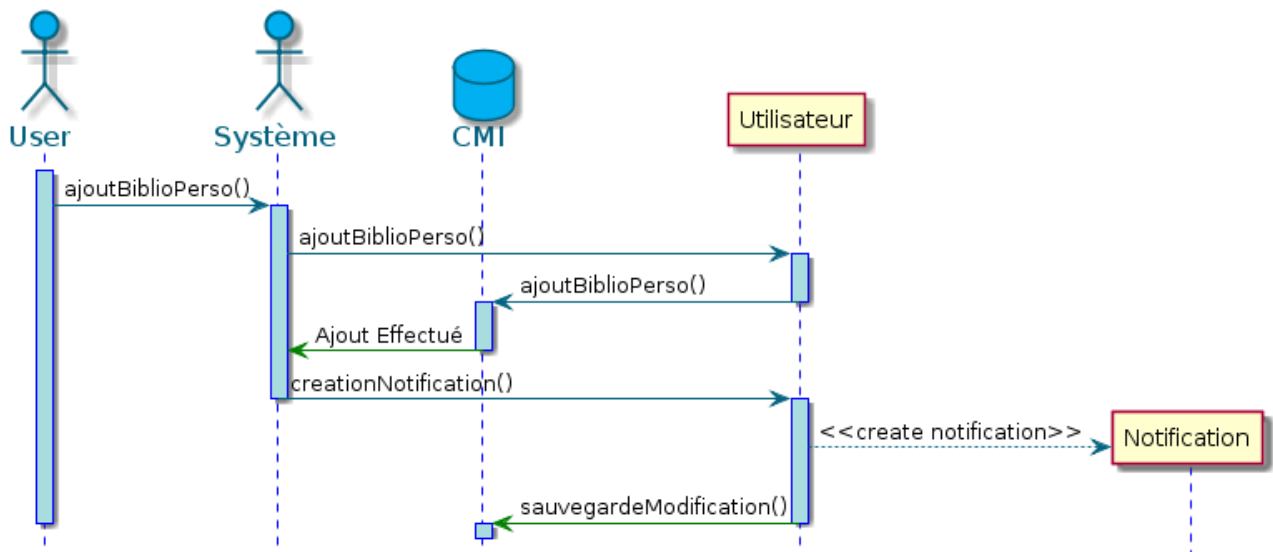 User
Système
CMI
Utilisateur
ajoutBiblioPerso()
ajoutBiblioPerso()
ajoutBiblioPerso()
Ajout Effectué
creationNotification()
<<create notification>>
Notification
sauvegardeModification()